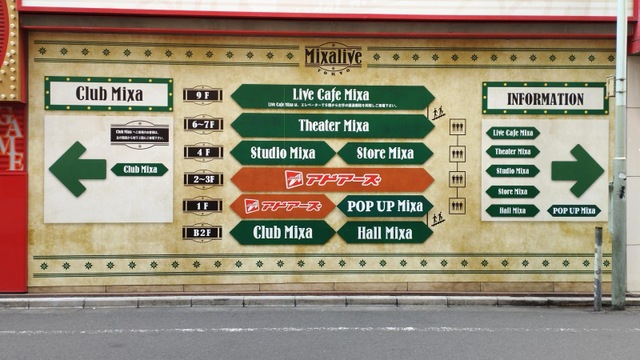 Mixalive
TOKYO
Club Mixa
9F
Live Cafe Mixa
INFORMATION
6~7F
Theater Mixa
Live Cafe Mixa
Theater Mixa
4F
Studio Mixa
Store Mixa
Club Mixa
Studio Mixa
2~3F
アドアーズ
Store Mixa
1F
アドアーズ
POP UP Mixa
Hall Mixa
POP UP Mixa
B2F
Club Mixa
Hall Mixa
GAME